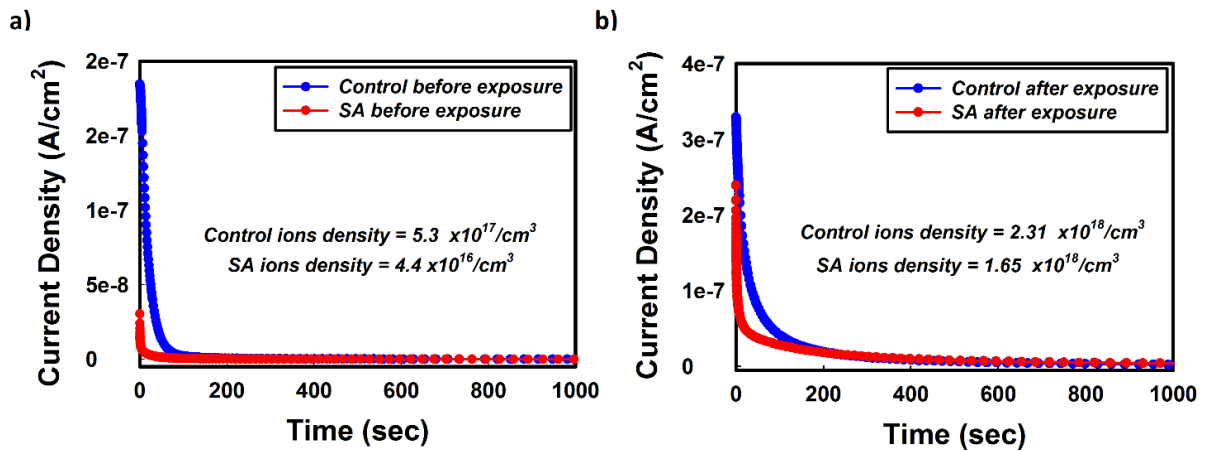 a)
Current Density (A/cm²)
2e-7
2e-7
1e-7
5e-8
0
Control before exposure
SA before exposure
Control ions density = 5.3 x10¹⁷/cm³
SA ions density = 4.4 x10¹⁶/cm³
0 200 400 600 800 1000
Time (sec)
b)
Current Density (A/cm²)
4e-7
3e-7
2e-7
1e-7
0
Control after exposure
SA after exposure
Control ions density = 2.31 x10¹⁸/cm³
SA ions density = 1.65 x10¹⁸/cm³
0 200 400 600 800 1000
Time (sec)